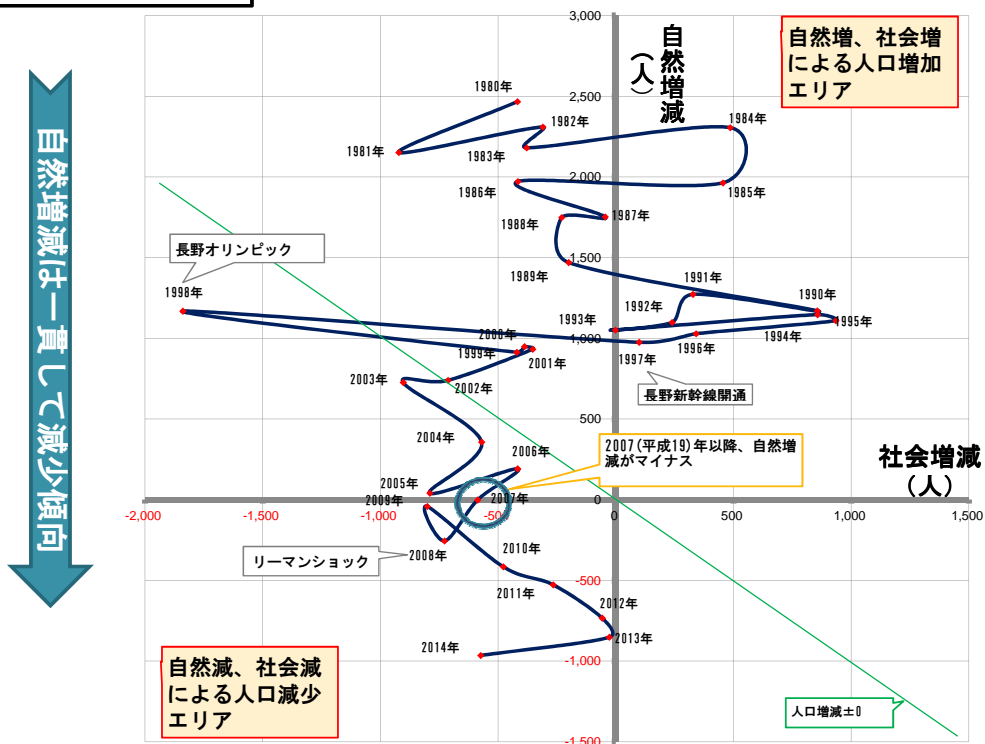 3,000
2,500
2,000
1,500
1,000
500
0
-500
-1,000
-1,500
-2,000
-1,500
-1,000
-500
0
500
1,000
1,500
自然増減
（人）
社会増減
（人）
自然増、社会増
による人口増加
エリア
自然減、社会減
による人口減少
エリア
自然増減は一貫して減少傾向
1980年
1981年
1982年
1983年
1984年
1985年
1986年
1987年
1988年
1989年
1990年
1991年
1992年
1993年
1994年
1995年
1996年
1997年
長野新幹線開通
長野オリンピック
1998年
1999年
2000年
2001年
2002年
2003年
2004年
2005年
2006年
2007(平成19)年以降、自然増
減がマイナス
2007年
2008年
リーマンショック
2009年
2010年
2011年
2012年
2013年
2014年
人口増減±0